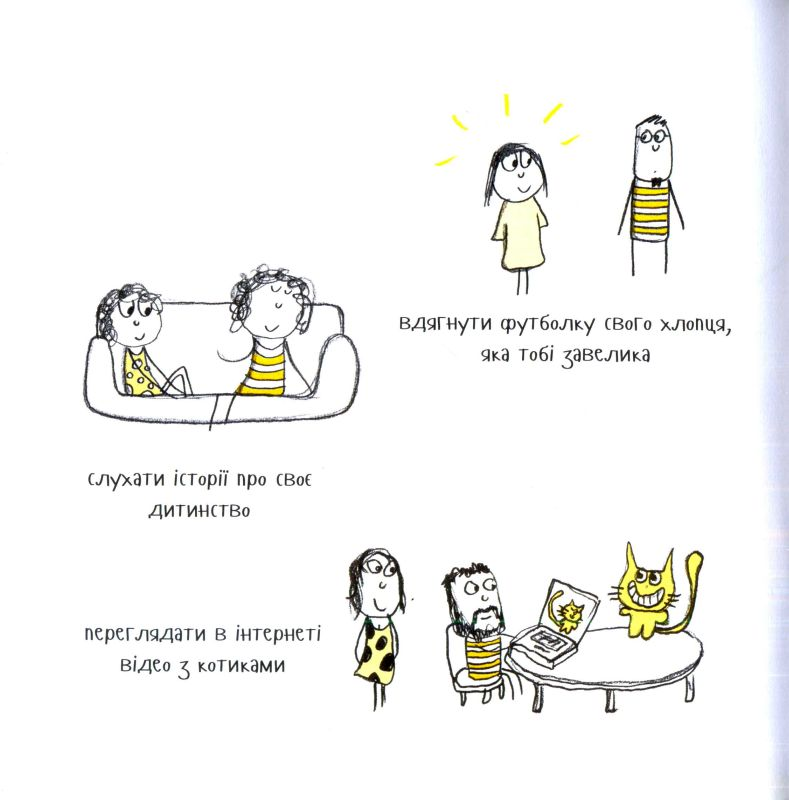 вдягнути футболку свого хлопця,
яка тобі завелика
слухати історії про своє
дитинство
переглядати в інтернеті
відео з котиками